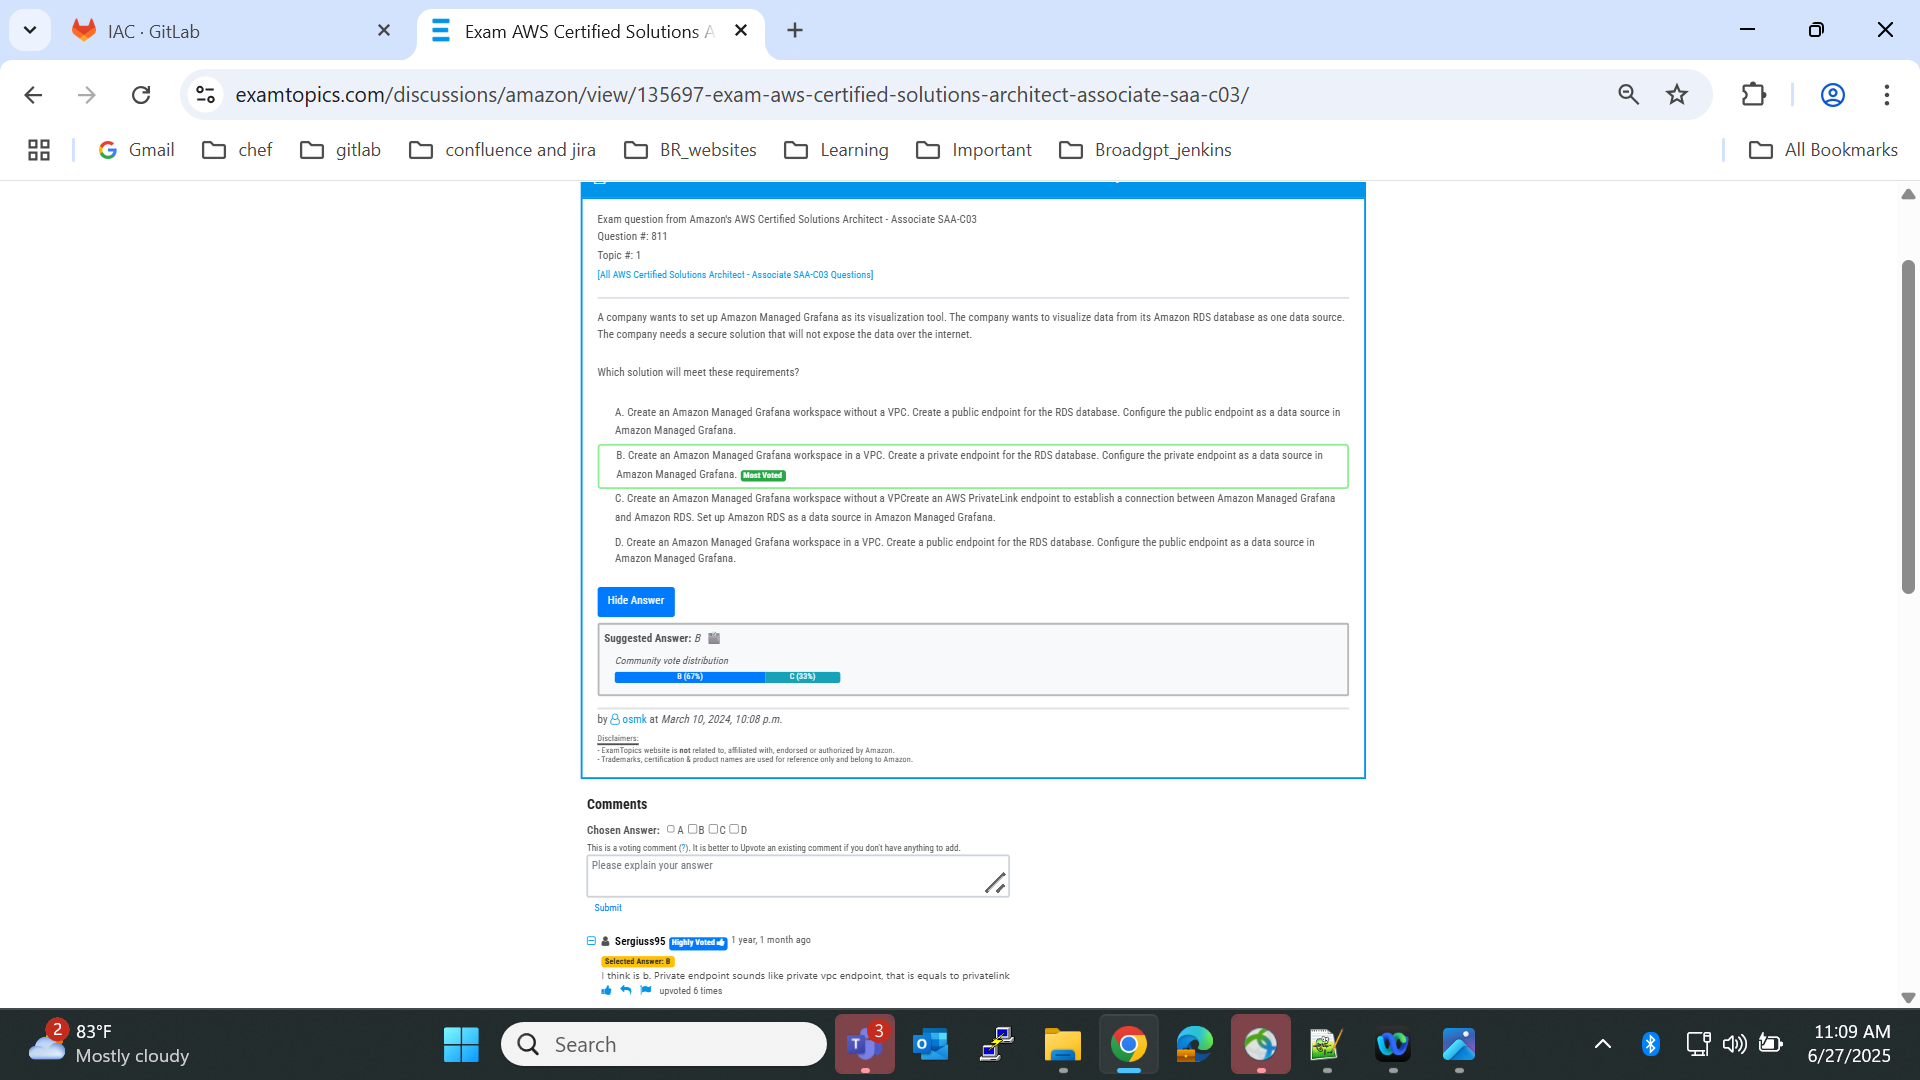 IAC · GitLab
Exam AWS Certified Solutions A
examtopics.com/discussions/amazon/view/135697-exam-aws-certified-solutions-architect-associate-saa-c03/
Gmail
chef
gitlab
confluence and jira
BR_websites
Learning
Important
Broadgpt_jenkins
All Bookmarks
Exam question from Amazon's AWS Certified Solutions Architect - Associate SAA-C03
Question #: 811
Topic #: 1
[All AWS Certified Solutions Architect - Associate SAA-C03 Questions]
A company wants to set up Amazon Managed Grafana as its visualization tool. The company wants to visualize data from its Amazon RDS database as one data source.
The company needs a secure solution that will not expose the data over the internet.
Which solution will meet these requirements?
A. Create an Amazon Managed Grafana workspace without a VPC. Create a public endpoint for the RDS database. Configure the public endpoint as a data source in
Amazon Managed Grafana.
B. Create an Amazon Managed Grafana workspace in a VPC. Create a private endpoint for the RDS database. Configure the private endpoint as a data source in
Amazon Managed Grafana. Most Voted
C. Create an Amazon Managed Grafana workspace without a VPCreate an AWS PrivateLink endpoint to establish a connection between Amazon Managed Grafana
and Amazon RDS. Set up Amazon RDS as a data source in Amazon Managed Grafana.
D. Create an Amazon Managed Grafana workspace in a VPC. Create a public endpoint for the RDS database. Configure the public endpoint as a data source in
Amazon Managed Grafana.
Hide Answer
Suggested Answer: B
Community vote distribution
B (67%) C (33%)
by osmk at March 10, 2024, 10:08 p.m.
Disclaimers:
- ExamTopics website is not related to, affiliated with, endorsed or authorized by Amazon.
- Trademarks, certification & product names are used for reference only and belong to Amazon.
Comments
Chosen Answer: A B C D
This is a voting comment (?). It is better to Upvote an existing comment if you don't have anything to add.
Please explain your answer
Submit
Sergiuss95 Highly Voted 1 year, 1 month ago
Selected Answer: B
I think is b. Private endpoint sounds like private vpc endpoint, that is equals to privatelink
upvoted 6 times
2
83°F
Mostly cloudy
Search
3
11:09 AM
6/27/2025